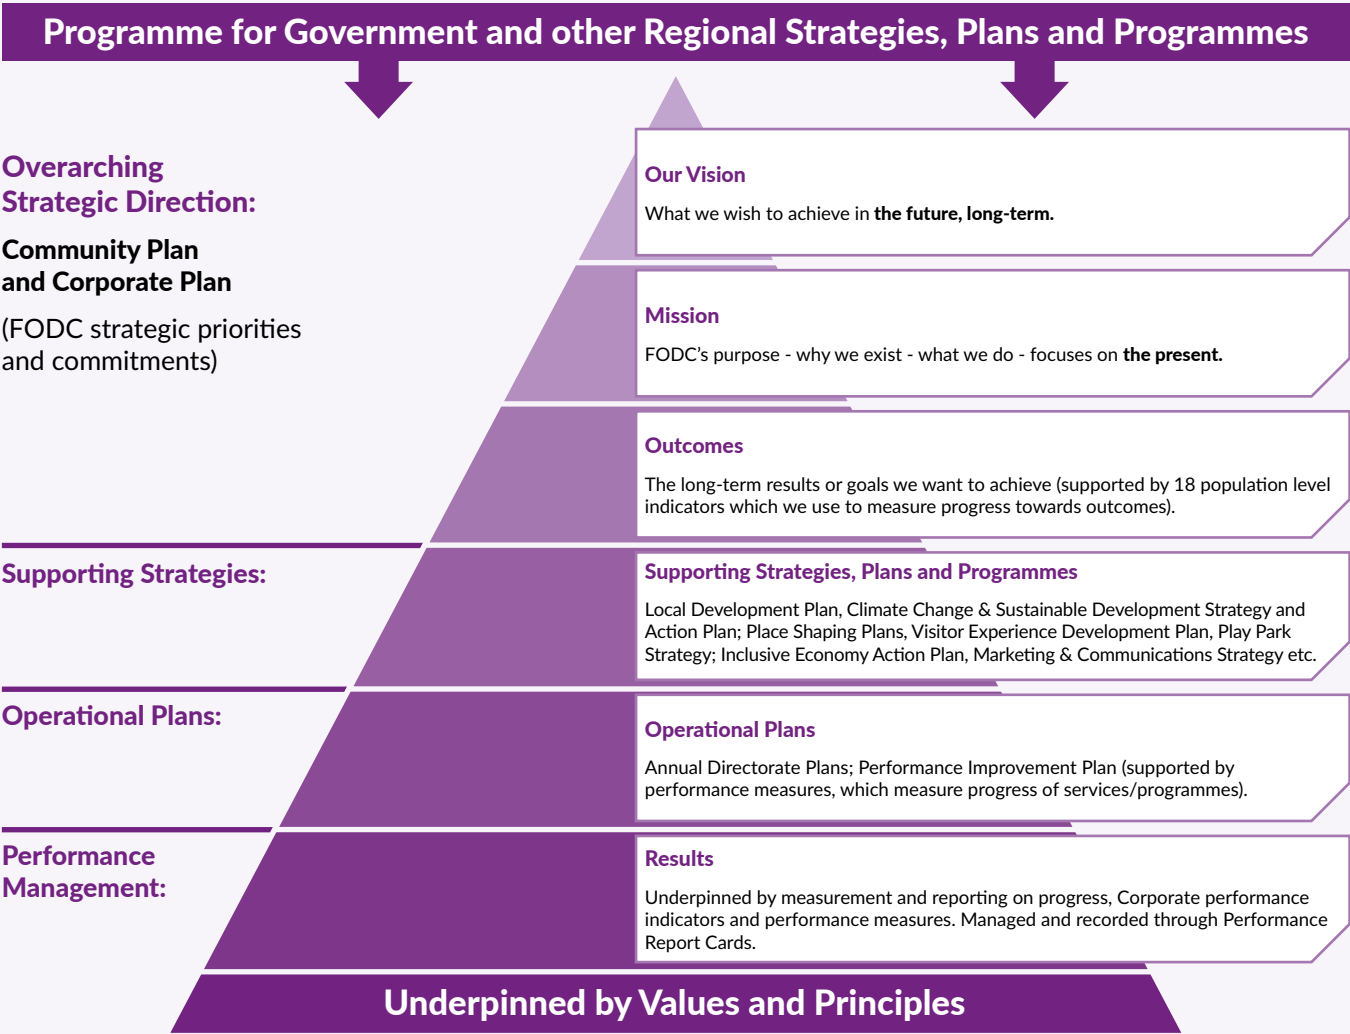 Programme for Government and other Regional Strategies, Plans and Programmes
Overarching
Strategic Direction:
Community Plan
and Corporate Plan
(FODC strategic priorities
and commitments)
Our Vision
What we wish to achieve in the future, long-term.
Mission
FODC’s purpose - why we exist - what we do - focuses on the present.
Outcomes
The long-term results or goals we want to achieve (supported by 18 population level
indicators which we use to measure progress towards outcomes).
Supporting Strategies:
Supporting Strategies, Plans and Programmes
Local Development Plan, Climate Change & Sustainable Development Strategy and
Action Plan; Place Shaping Plans, Visitor Experience Development Plan, Play Park
Strategy; Inclusive Economy Action Plan, Marketing & Communications Strategy etc.
Operational Plans:
Operational Plans
Annual Directorate Plans; Performance Improvement Plan (supported by
performance measures, which measure progress of services/programmes).
Performance
Management:
Results
Underpinned by measurement and reporting on progress, Corporate performance
indicators and performance measures. Managed and recorded through Performance
Report Cards.
Underpinned by Values and Principles